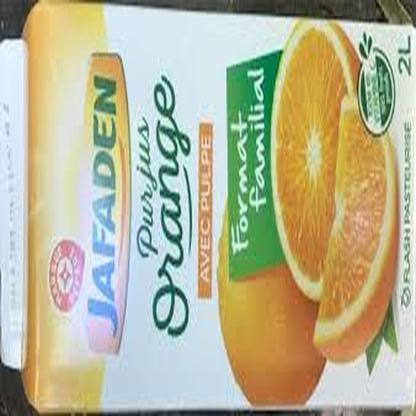 JAFADEN
Pur jus
Orange
AVEC PULPE
Format
familial
FLASH PASTEURISÉ
2L